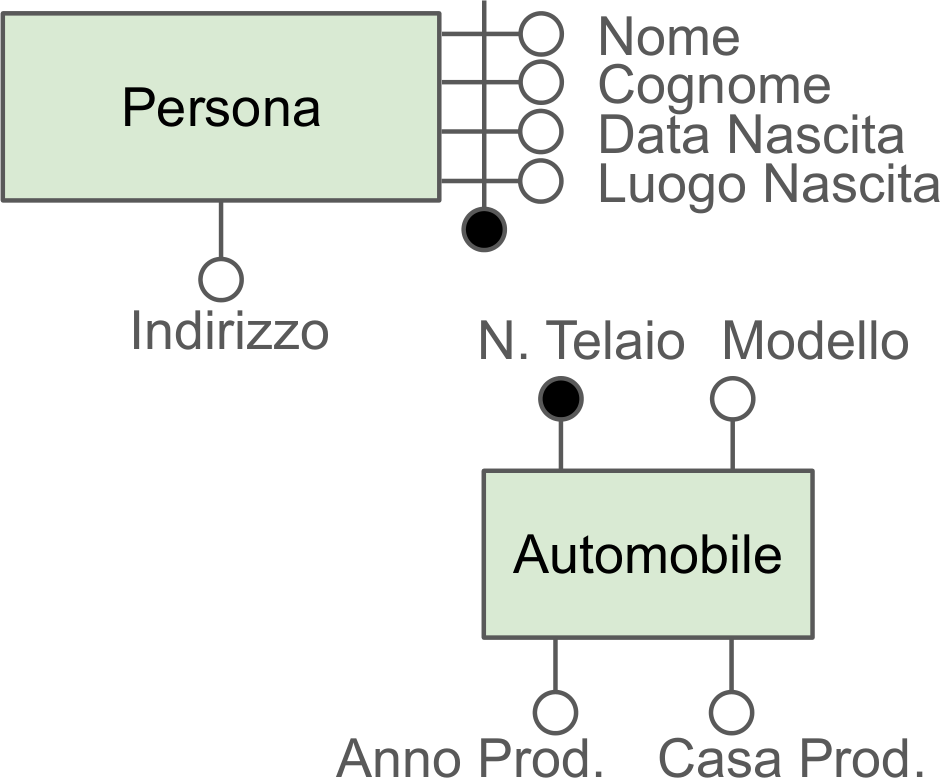 Nome
Persona
Cognome
Data Nascita
Luogo Nascita
Indirizzo
N. Telaio Modello
Automobile
Anno Prod. Casa Prod.